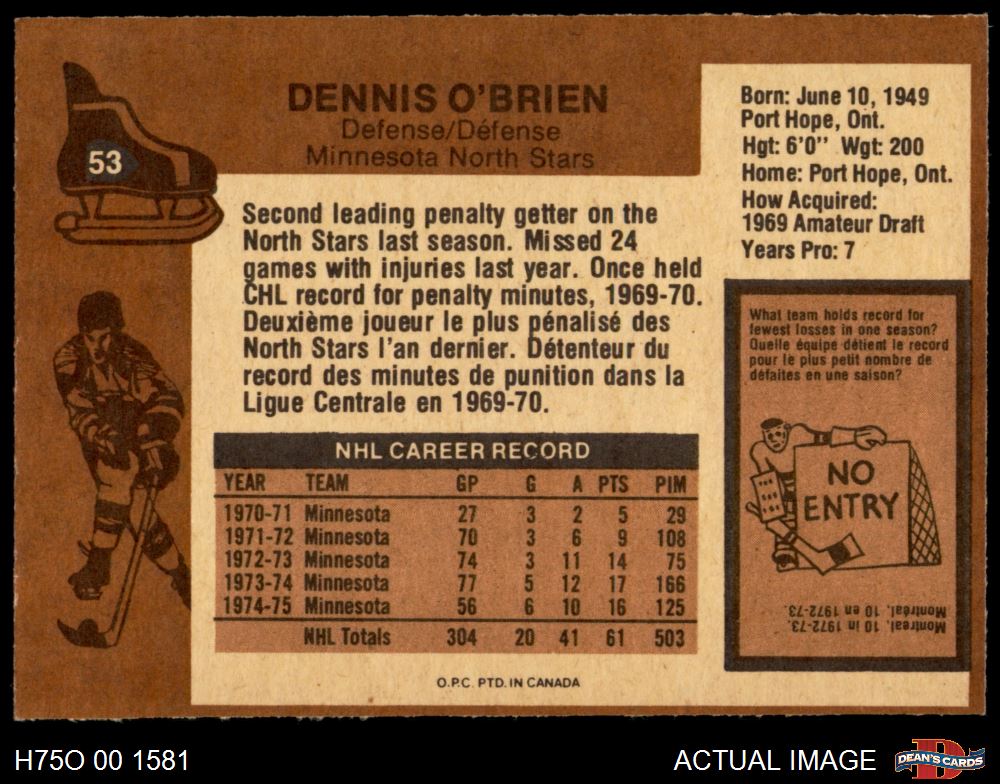 DENNIS O'BRIEN
Defense/Défense
Minnesota North Stars
53
Born: June 10, 1949
Port Hope, Ont.
Hgt: 6'0" Wgt: 200
Home: Port Hope, Ont.
How Acquired:
1969 Amateur Draft
Years Pro: 7
Second leading penalty getter on the
North Stars last season. Missed 24
games with injuries last year. Once held
CHL record for penalty minutes, 1969-70.
Deuxième joueur le plus pénalisé des
North Stars l'an dernier. Détenteur du
record des minutes de punition dans la
Ligue Centrale en 1969-70.
NHL CAREER RECORD
YEAR TEAM GP G A PTS PIM
1970-71 Minnesota 27 3 2 5 29
1971-72 Minnesota 70 3 6 9 108
1972-73 Minnesota 74 3 11 14 75
1973-74 Minnesota 77 5 12 17 166
1974-75 Minnesota 56 6 10 16 125
NHL Totals 304 20 41 61 503
What team holds record for
fewest losses in one season?
Quelle équipe détient le record
pour le plus petit nombre de
défaites en une saison?
NO
ENTRY
Montreal, 10 in 1972-73.
Montréal, 10 en 1972-73.
O.P.C. PTD. IN CANADA
H75O 00 1581
ACTUAL IMAGE
D
DEAN'S CARDS